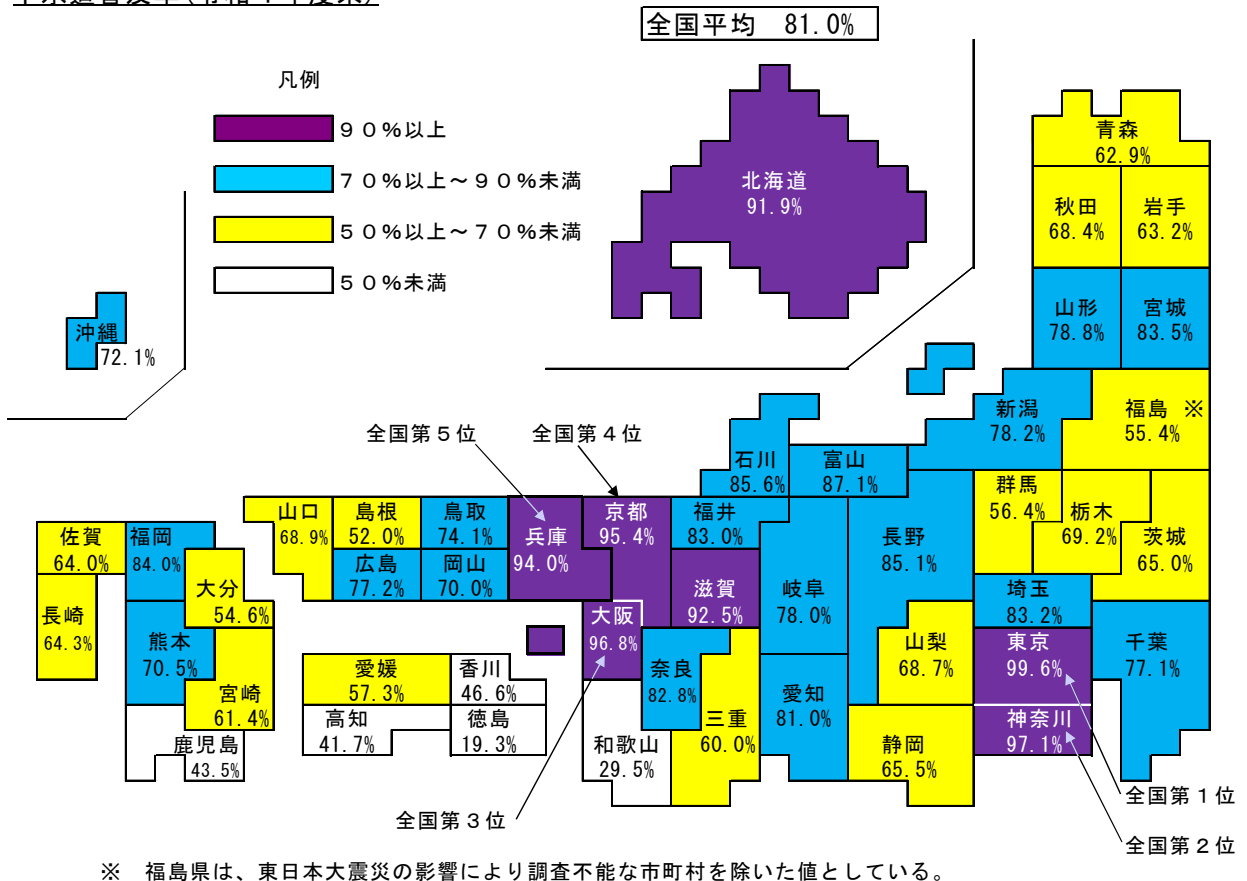 全国平均 81.0%
凡例
９０％以上
７０％以上～９０％未満
５０％以上～７０％未満
５０％未満
北海道
91.9%
青森
62.9%
秋田
68.4%
岩手
63.2%
山形
78.8%
宮城
83.5%
沖縄
72.1%
新潟
78.2%
福島 ※
55.4%
全国第５位
全国第４位
石川
85.6%
富山
87.1%
群馬
56.4%
栃木
69.2%
茨城
65.0%
山口
68.9%
島根
52.0%
鳥取
74.1%
兵庫
94.0%
京都
95.4%
福井
83.0%
長野
85.1%
佐賀
64.0%
福岡
84.0%
広島
77.2%
岡山
70.0%
滋賀
92.5%
岐阜
78.0%
埼玉
83.2%
大分
54.6%
長崎
64.3%
熊本
70.5%
大阪
96.8%
奈良
82.8%
山梨
68.7%
東京
99.6%
千葉
77.1%
宮崎
61.4%
愛媛
57.3%
香川
46.6%
愛知
81.0%
高知
41.7%
徳島
19.3%
三重
60.0%
神奈川
97.1%
鹿児島
43.5%
和歌山
29.5%
静岡
65.5%
全国第３位
全国第１位
全国第２位
※ 福島県は、東日本大震災の影響により調査不能な市町村を除いた値としている。